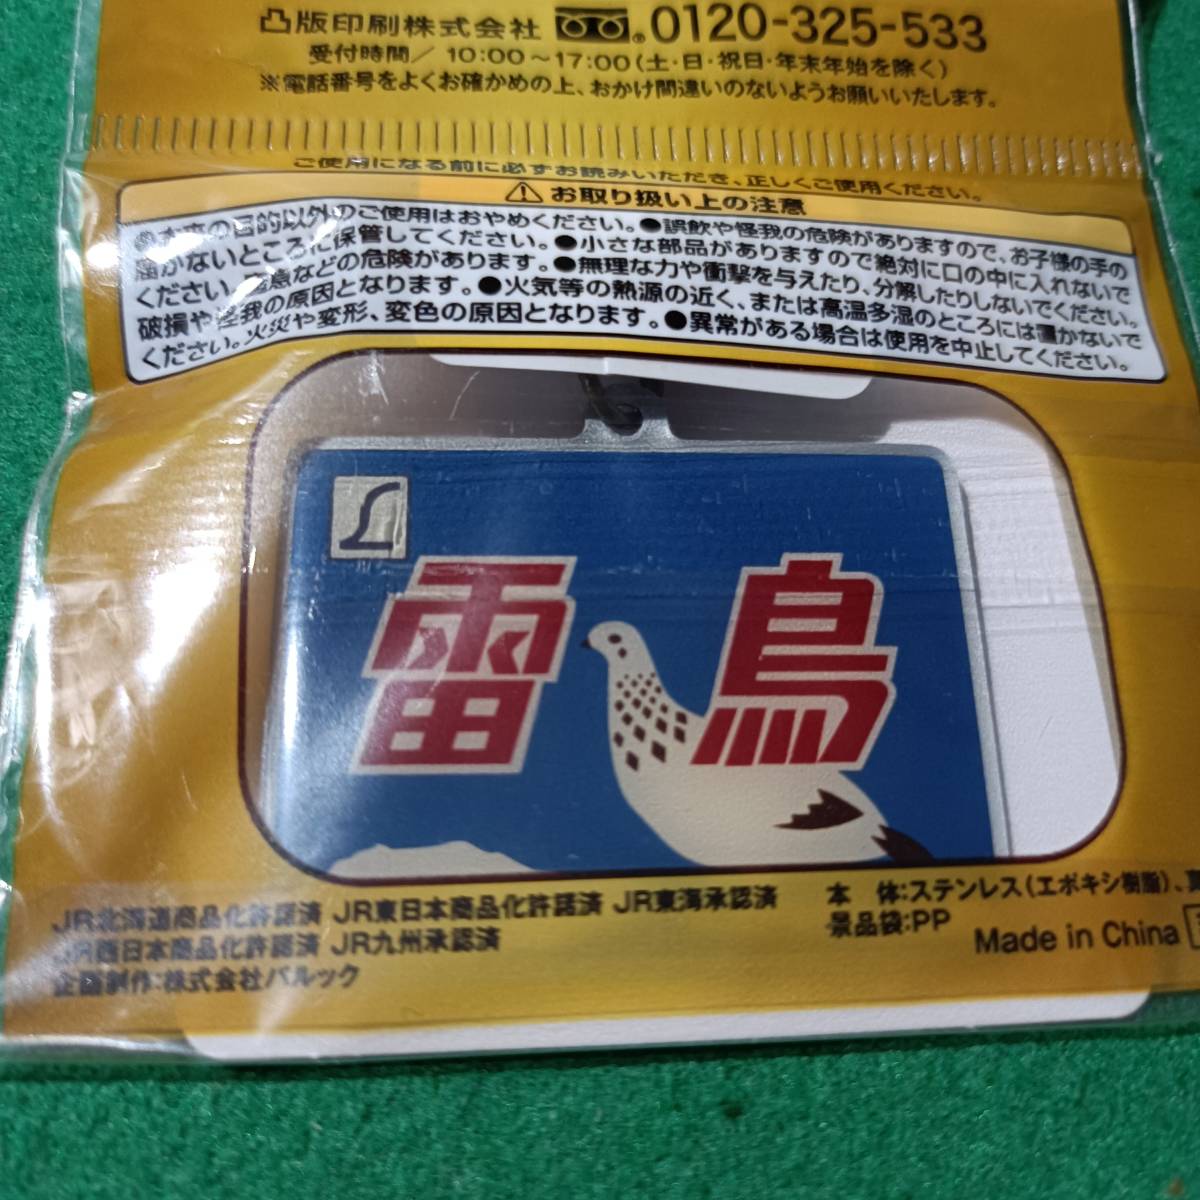 凸版印刷株式会社 0120-325-533
受付時間/10:00～17:00(土・日・祝日・年末年始を除く)
※電話番号をよくお確かめの上、おかけ間違いのないようお願いいたします。
ご使用になる前に必ずお読みいただき、正しくご使用ください。
⚠お取り扱い上の注意
●本来の目的以外のご使用はおやめください。●誤飲や怪我の危険がありますので、お子様の手の
届かないところに保管してください。●小さな部品がありますので絶対に口の中に入れないで
ください。窒息などの危険があります。●無理な力や衝撃を与えたり、分解したりしないでください。
破損や怪我の原因となります。●火気等の熱源の近く、または高温多湿のところには置かないで
ください。火災や変形、変色の原因となります。●異常がある場合は使用を中止してください。
雷鳥
JR北海道商品化許諾済 JR東日本商品化許諾済 JR東海承認済
JR西日本商品化許諾済 JR九州承認済
企画制作:株式会社バルック
本 体:ステンレス(エポキシ樹脂)、
景品袋:PP
Made in China